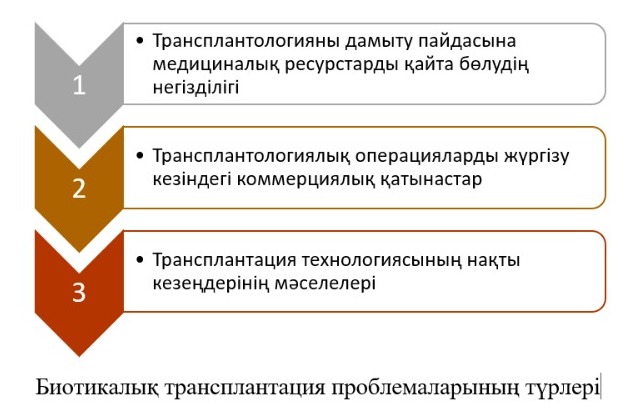 1
• Трансплантологияны дамыту пайдасына
медициналық ресурстарды қайта бөлудің
негізділігі
2
• Трансплантологиялық операцияларды жүргізу
кезіндегі коммерциялық қатынастар
3
• Трансплантация технологиясының нақты
кезеңдерінің мәселелері
Биотикалық трансплантация проблемаларының түрлері